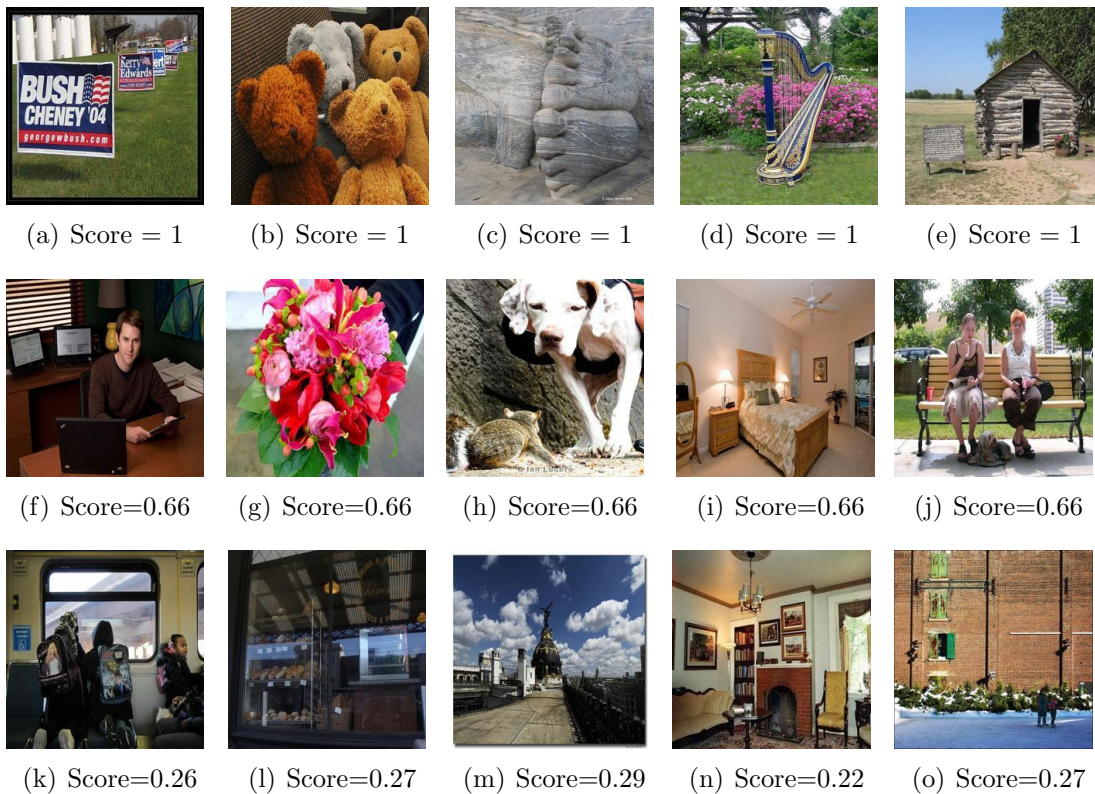 BUSH
CHENEY '04
georgewbush.com
Kerry
Edwards
(a) Score = 1
(b) Score = 1
(c) Score = 1
(d) Score = 1
(e) Score = 1
© Ian Lucero
(f) Score=0.66
(g) Score=0.66
(h) Score=0.66
(i) Score=0.66
(j) Score=0.66
(k) Score=0.26
(l) Score=0.27
(m) Score=0.29
(n) Score=0.22
(o) Score=0.27